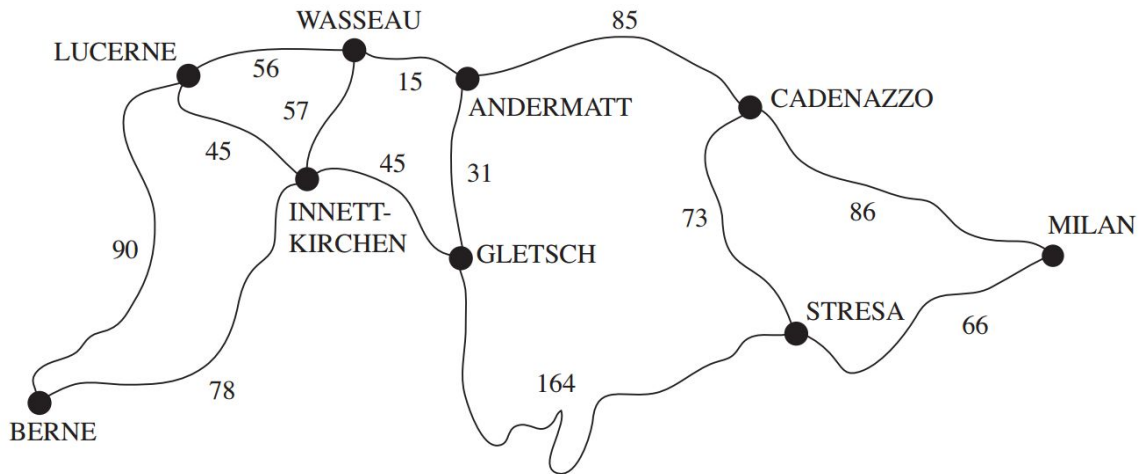 WASSEAU
85
LUCERNE
56
15
ANDERMATT
CADENAZZO
57
45
45
31
INNETT-
KIRCHEN
73
86
MILAN
90
GLETSCH
STRESA
66
78
164
BERNE